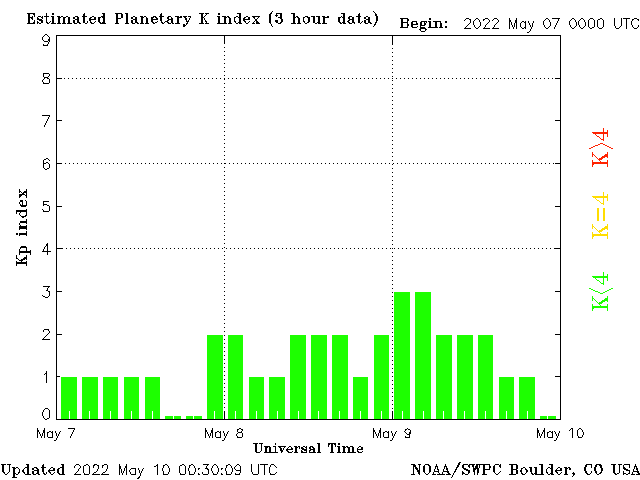 Estimated Planetary K index (3 hour data) Begin: 2022 May 07 0000 UTC
9
8
7
6
5
4
3
2
1
0
Kp index
K>4
K=4
K<4
May 7 May 8 May 9 May 10
Universal Time
Updated 2022 May 10 00:30:09 UTC NOAA/SWPC Boulder, CO USA